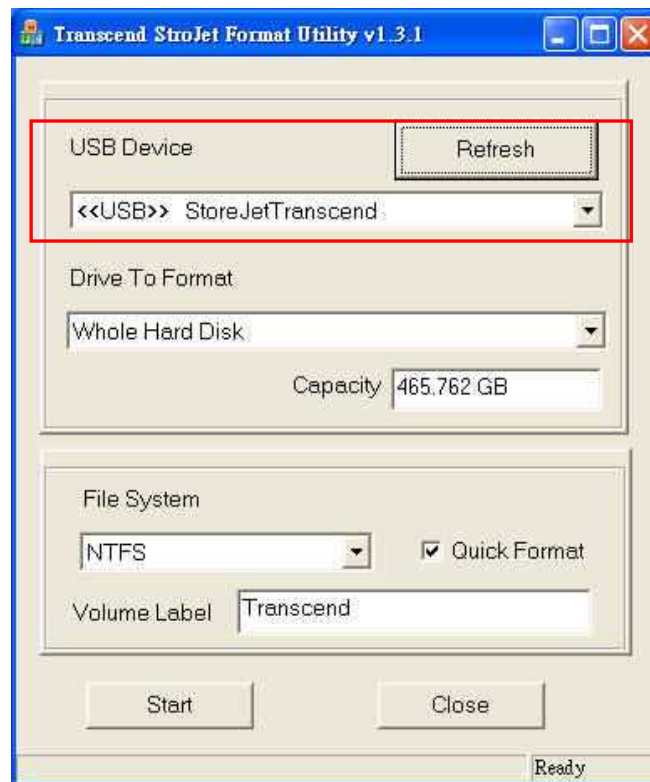 Transcend StroJet Format Utility v1.3.1
USB Device
Refresh
<<USB>> StoreJetTranscend
Drive To Format
Whole Hard Disk
Capacity 465.762 GB
File System
NTFS
Quick Format
Volume Label Transcend
Start Close
Ready